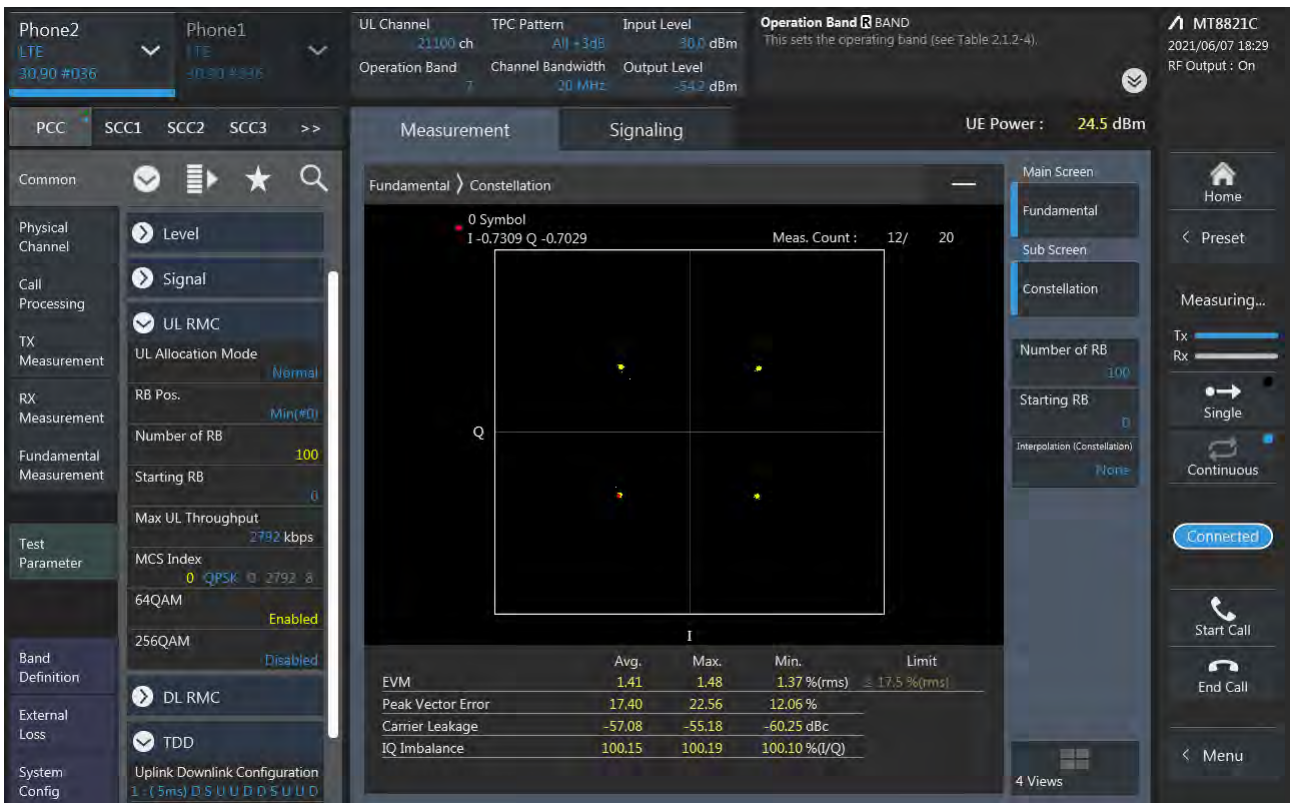 Phone2
LTE
30.90 #036
Phone1
LTE
30.90 #036
UL Channel
21100 ch
TPC Pattern
All +3dB
Input Level
30.0 dBm
Operation Band
7
Channel Bandwidth
20 MHz
Output Level
-54.2 dBm
Operation Band R BAND
This sets the operating band (see Table 2.1.2-4).
MT8821C
2021/06/07 18:29
RF Output : On
PCC SCC1 SCC2 SCC3 >>
Measurement
Signaling
UE Power : 24.5 dBm
Common
Physical
Channel
Call
Processing
TX
Measurement
RX
Measurement
Fundamental
Measurement
Test
Parameter
Band
Definition
External
Loss
System
Config
Level
Signal
UL RMC
UL Allocation Mode
Normal
RB Pos.
Min(#0)
Number of RB
100
Starting RB
0
Max UL Throughput
2792 kbps
MCS Index
0 QPSK 0 2792 8
64QAM
Enabled
256QAM
Disabled
DL RMC
TDD
Uplink Downlink Configuration
1 : ( 5ms) D S U U D D S U U D
Fundamental > Constellation
0 Symbol
I -0.7309 Q -0.7029
Meas. Count : 12/ 20
Q
I
Avg. Max. Min. Limit
EVM 1.41 1.48 1.37 %(rms) ≤ 17.5 %(rms)
Peak Vector Error 17.40 22.56 12.06 %
Carrier Leakage -57.08 -55.18 -60.25 dBc
IQ Imbalance 100.15 100.19 100.10 %(I/Q)
Main Screen
Fundamental
Sub Screen
Constellation
Number of RB
100
Starting RB
0
Interpolation (Constellation)
None
4 Views
Home
< Preset
Measuring...
Tx
Rx
Single
Continuous
Connected
Start Call
End Call
< Menu